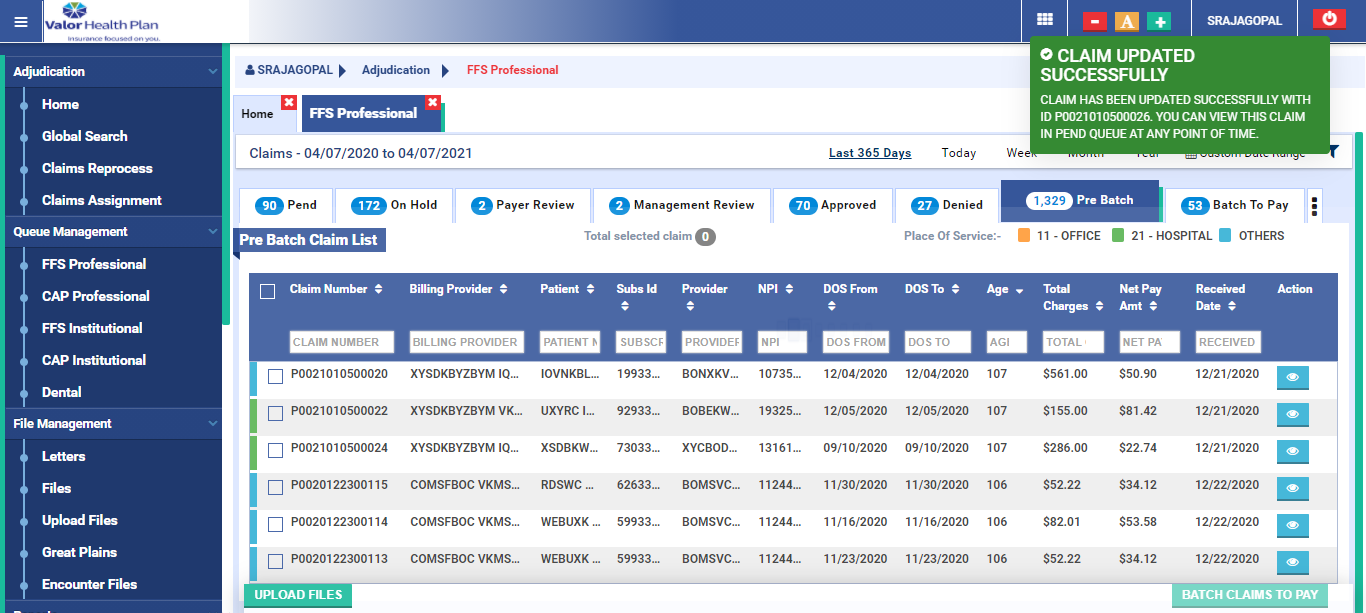 Valor Health Plan
Insurance focused on you.
A
SRAJAGOPAL
CLAIM UPDATED
SUCCESSFULLY
CLAIM HAS BEEN UPDATED SUCCESSFULLY WITH
ID P0021010500026. YOU CAN VIEW THIS CLAIM
IN PEND QUEUE AT ANY POINT OF TIME.
Adjudication
Home
Global Search
Claims Reprocess
Claims Assignment
Queue Management
FFS Professional
CAP Professional
FFS Institutional
CAP Institutional
Dental
File Management
Letters
Files
Upload Files
Great Plains
Encounter Files
SRAJAGOPAL Adjudication FFS Professional
Home FFS Professional
Claims - 04/07/2020 to 04/07/2021 Last 365 Days Today Week Month Year Custom Date Range
90 Pend 172 On Hold 2 Payer Review 2 Management Review 70 Approved 27 Denied 1,329 Pre Batch 53 Batch To Pay
Pre Batch Claim List Total selected claim 0 Place Of Service:- 11 - OFFICE 21 - HOSPITAL OTHERS
Claim Number Billing Provider Patient Subs Id Provider NPI DOS From DOS To Age Total Charges Net Pay Amt Received Date Action
CLAIM NUMBER BILLING PROVIDER PATIENT N SUBSCF PROVIDEF NPI DOS FROM DOS TO AGI TOTAL NET PA RECEIVED
P0021010500020 XYSDKBYZBYM IQ... IOVNKBL... 19933... BONXKV... 10735... 12/04/2020 12/04/2020 107 $561.00 $50.90 12/21/2020
P0021010500022 XYSDKBYZBYM VK... UXYRC I... 92933... BOBEKW... 19325... 12/05/2020 12/05/2020 107 $155.00 $81.42 12/21/2020
P0021010500024 XYSDKBYZBYM IQ... XSDBKW... 73033... XYCBOD... 13161... 09/10/2020 09/10/2020 107 $286.00 $22.74 12/21/2020
P0020122300115 COMSFBOC VKMS... RDSWC ... 62633... BOMSVC... 11244... 11/30/2020 11/30/2020 106 $52.22 $34.12 12/22/2020
P0020122300114 COMSFBOC VKMS... WEBUXK ... 59933... BOMSVC... 11244... 11/16/2020 11/16/2020 106 $82.01 $53.58 12/22/2020
P0020122300113 COMSFBOC VKMS... WEBUXK ... 59933... BOMSVC... 11244... 11/23/2020 11/23/2020 106 $52.22 $34.12 12/22/2020
UPLOAD FILES BATCH CLAIMS TO PAY